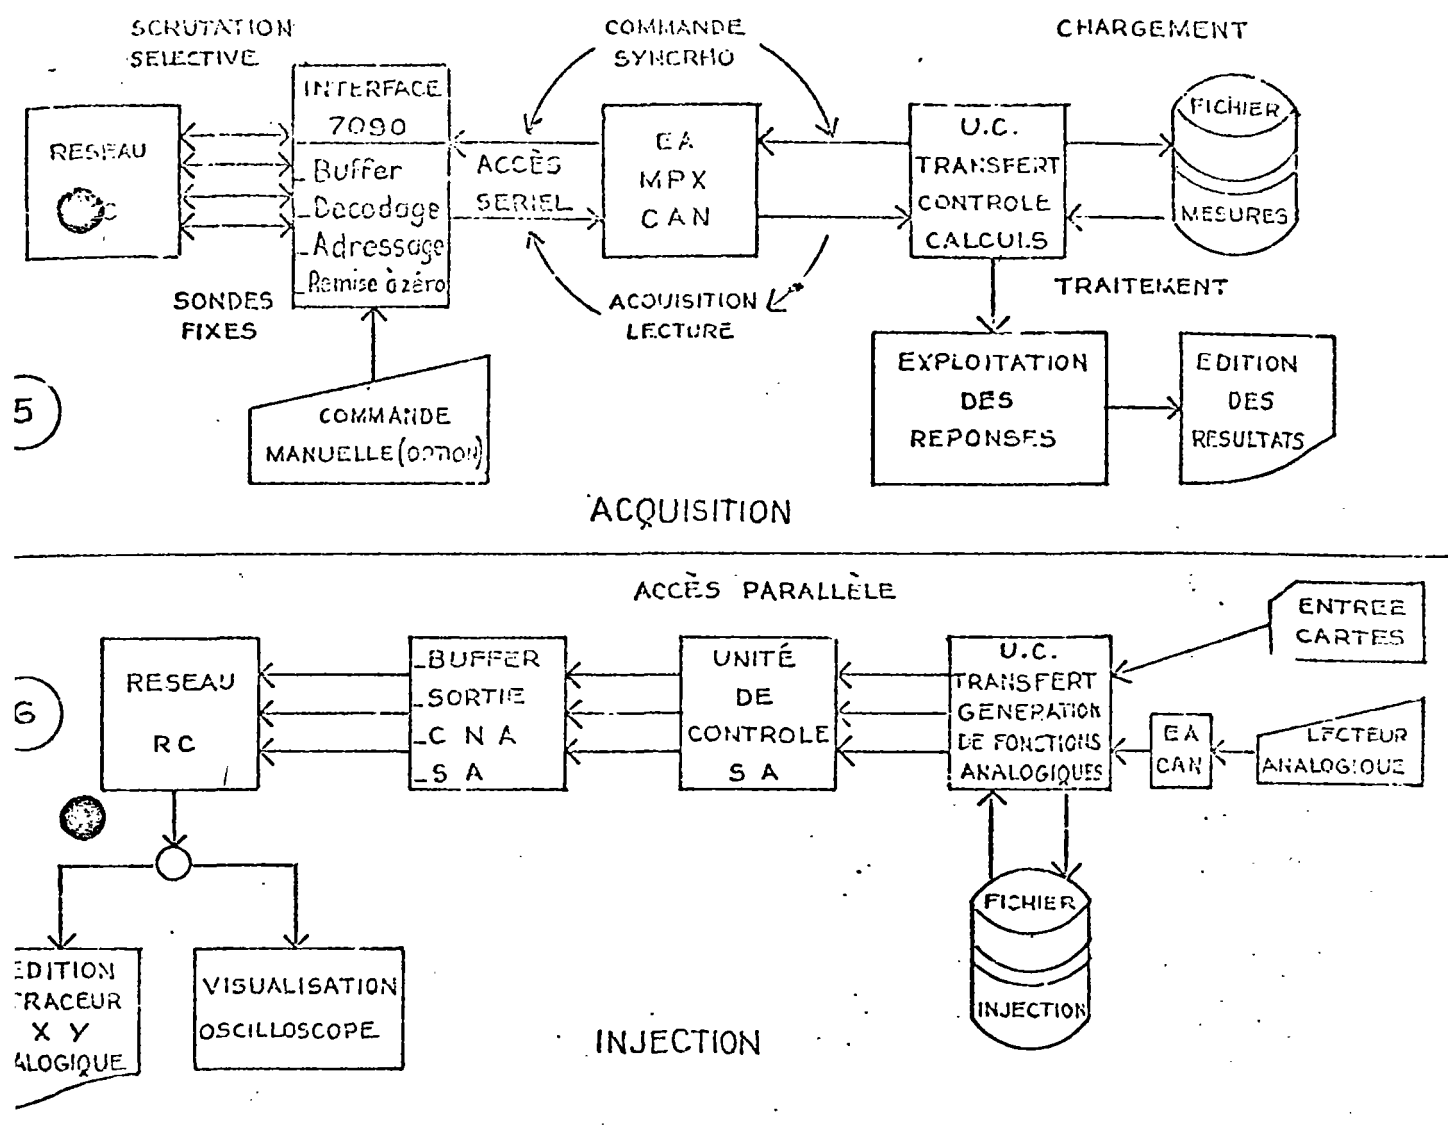 SCRUTATION
SELECTIVE
COMMANDE
SYNCRHO
CHARGEMENT
RESEAU
INTERFACE
7090
_Buffer
_Decodage
_Adressage
_Remise à zéro
ACCÈS
SERIEL
EA
MPX
CAN
U.C.
TRANSFERT
CONTROLE
CALCULS
FICHIER
MESURES
SONDES
FIXES
ACQUISITION
LECTURE
TRAITEMENT
5
COMMANDE
MANUELLE (OPTION)
EXPLOITATION
DES
REPONSES
EDITION
DES
RESULTATS
ACQUISITION
ACCÈS PARALLÈLE
6
RESEAU
RC
_BUFFER
_SORTIE
_C N A
_S A
UNITÉ
DE
CONTROLE
S A
U.C.
TRANSFERT
GENERATION
DE FONCTIONS
ANALOGIQUES
ENTREE
CARTES
EA
CAN
LECTEUR
ANALOGIQUE
FICHIER
INJECTION
EDITION
TRACEUR
X Y
ALOGIQUE
VISUALISATION
OSCILLOSCOPE
INJECTION